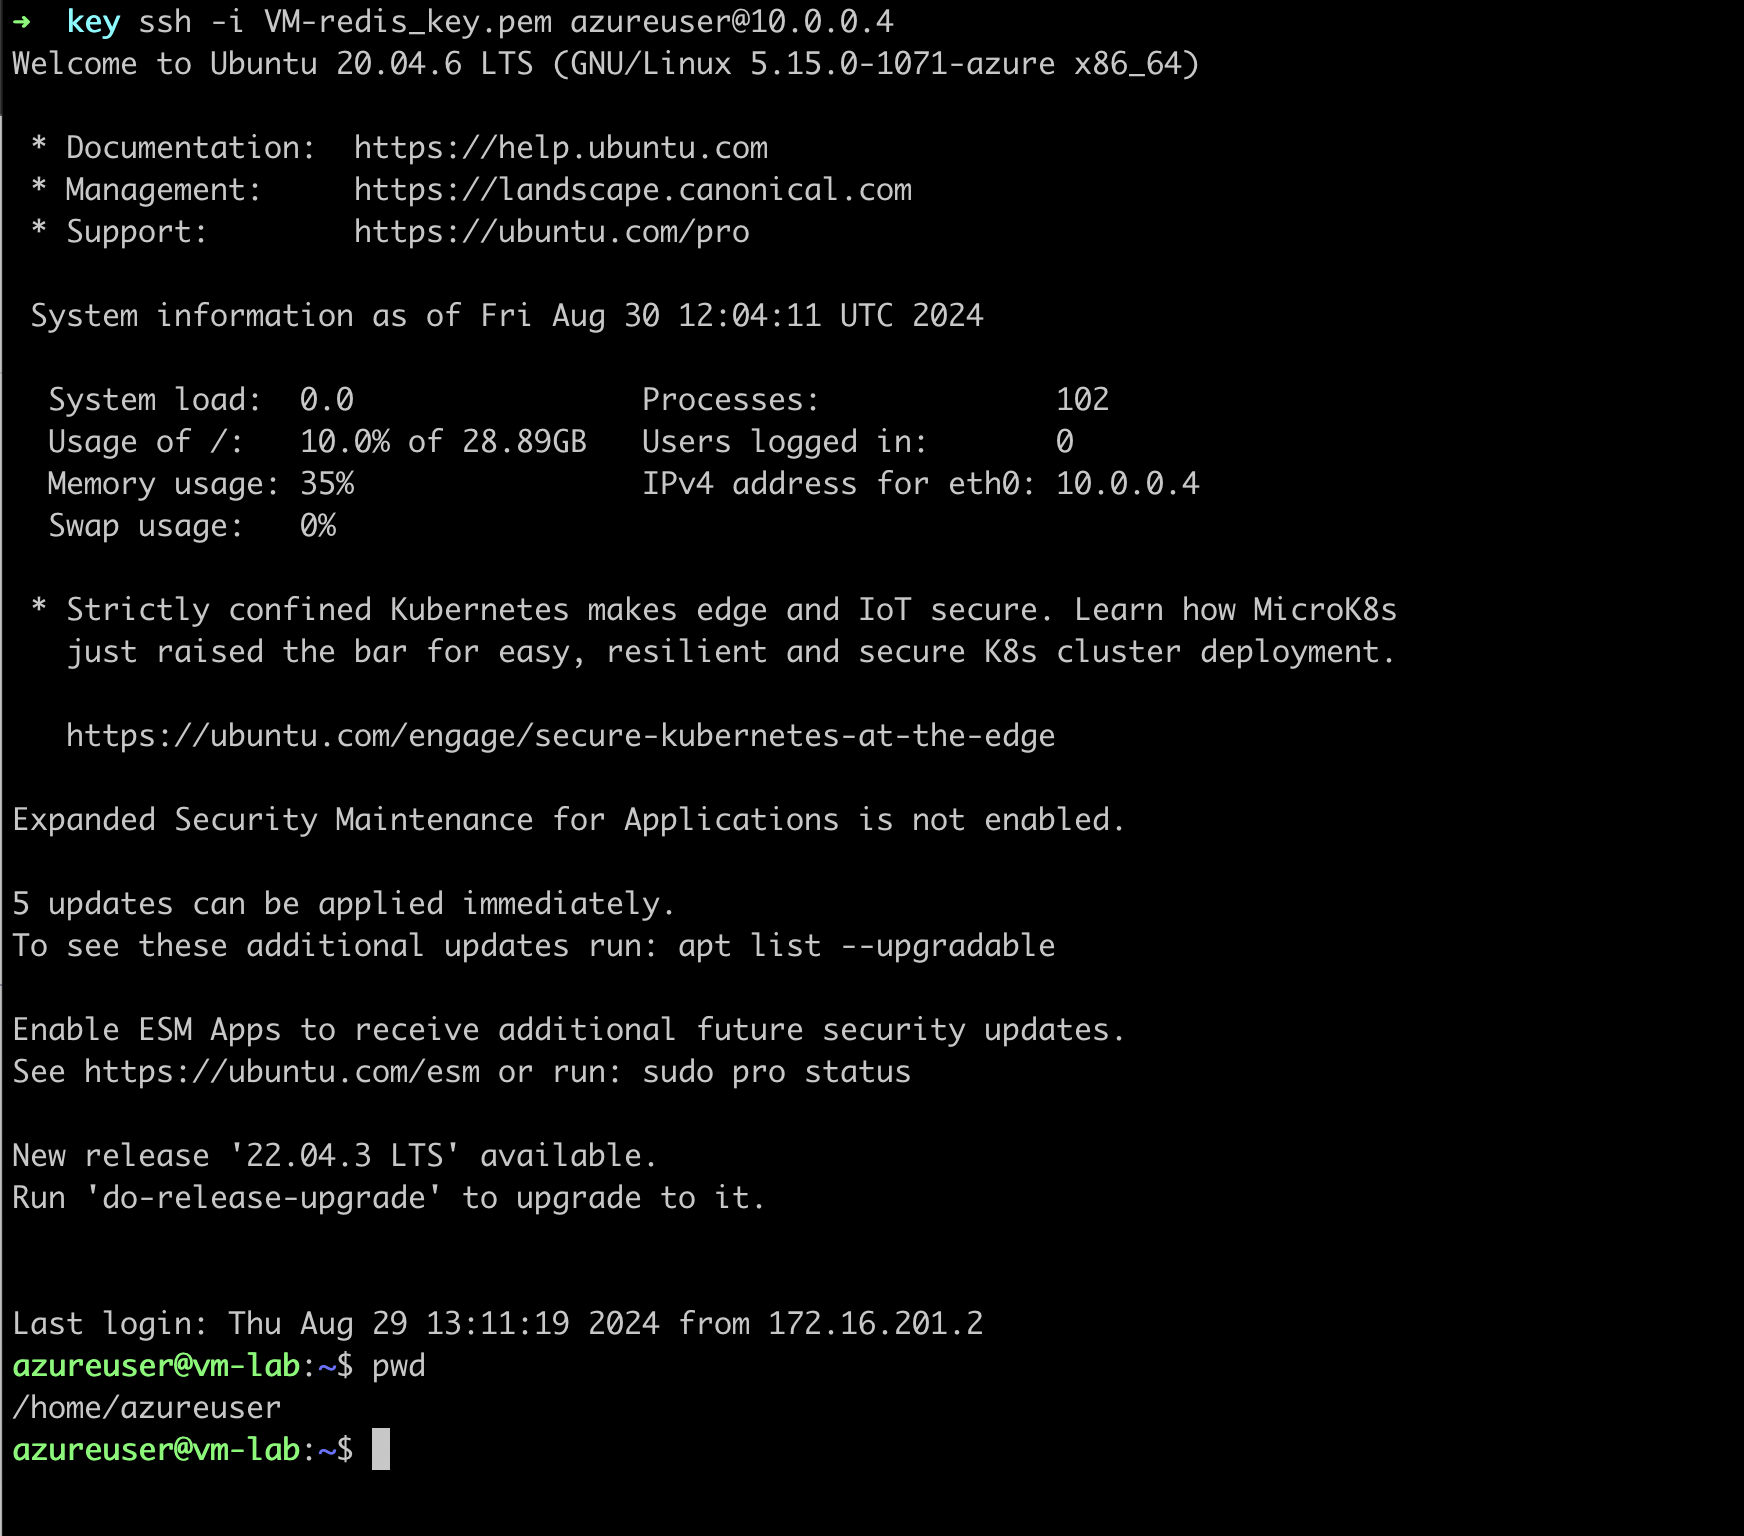 ➜  key ssh -i VM-redis_key.pem azureuser@10.0.0.4
Welcome to Ubuntu 20.04.6 LTS (GNU/Linux 5.15.0-1071-azure x86_64)

 * Documentation:  https://help.ubuntu.com
 * Management:     https://landscape.canonical.com
 * Support:        https://ubuntu.com/pro

 System information as of Fri Aug 30 12:04:11 UTC 2024

  System load:  0.0                Processes:             102
  Usage of /:   10.0% of 28.89GB   Users logged in:       0
  Memory usage: 35%                IPv4 address for eth0: 10.0.0.4
  Swap usage:   0%

 * Strictly confined Kubernetes makes edge and IoT secure. Learn how MicroK8s
   just raised the bar for easy, resilient and secure K8s cluster deployment.

   https://ubuntu.com/engage/secure-kubernetes-at-the-edge

Expanded Security Maintenance for Applications is not enabled.

5 updates can be applied immediately.
To see these additional updates run: apt list --upgradable

Enable ESM Apps to receive additional future security updates.
See https://ubuntu.com/esm or run: sudo pro status

New release '22.04.3 LTS' available.
Run 'do-release-upgrade' to upgrade to it.


Last login: Thu Aug 29 13:11:19 2024 from 172.16.201.2
azureuser@vm-lab:~$ pwd
/home/azureuser
azureuser@vm-lab:~$